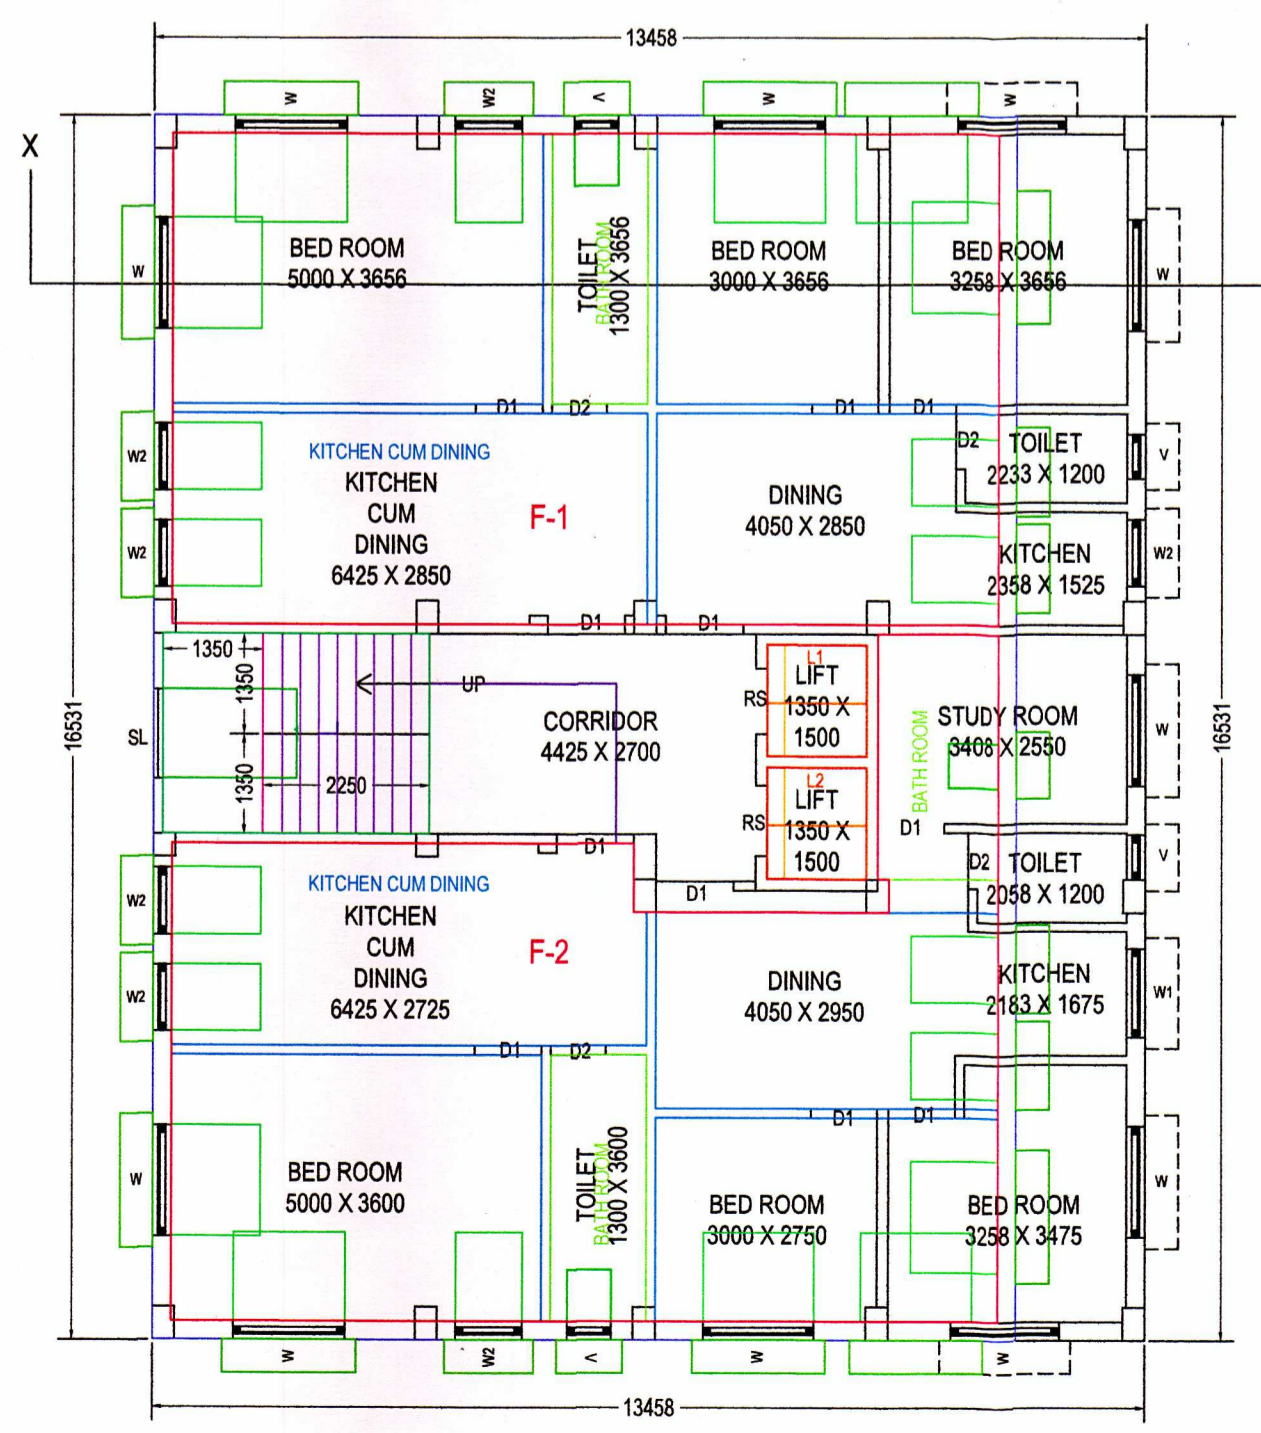 13458
W
W2
V
W
W
X
W
BED ROOM
5000 X 3656
TOILET
BATH ROOM
1300 X 3656
BED ROOM
3000 X 3656
BED ROOM
3258 X 3656
W
D1
D2
D1
D1
W2
KITCHEN CUM DINING
KITCHEN
CUM
DINING
6425 X 2850
F-1
DINING
4050 X 2850
D2
TOILET
2233 X 1200
V
W2
KITCHEN
2358 X 1525
W2
D1
D1
1350
1350
1350
2250
UP
SL
16531
CORRIDOR
4425 X 2700
RS
L1
LIFT
1350 X
1500
RS
L2
LIFT
1350 X
1500
BATH ROOM
STUDY ROOM
3408 X 2550
W
16531
D1
D1
D1
D2
TOILET
2058 X 1200
V
W2
KITCHEN CUM DINING
KITCHEN
CUM
DINING
6425 X 2725
F-2
W2
DINING
4050 X 2950
KITCHEN
2183 X 1675
W1
D1
D2
D1
D1
W
BED ROOM
5000 X 3600
TOILET
BATH ROOM
1300 X 3600
BED ROOM
3000 X 2750
BED ROOM
3258 X 3475
W
W
W2
V
W
W
13458